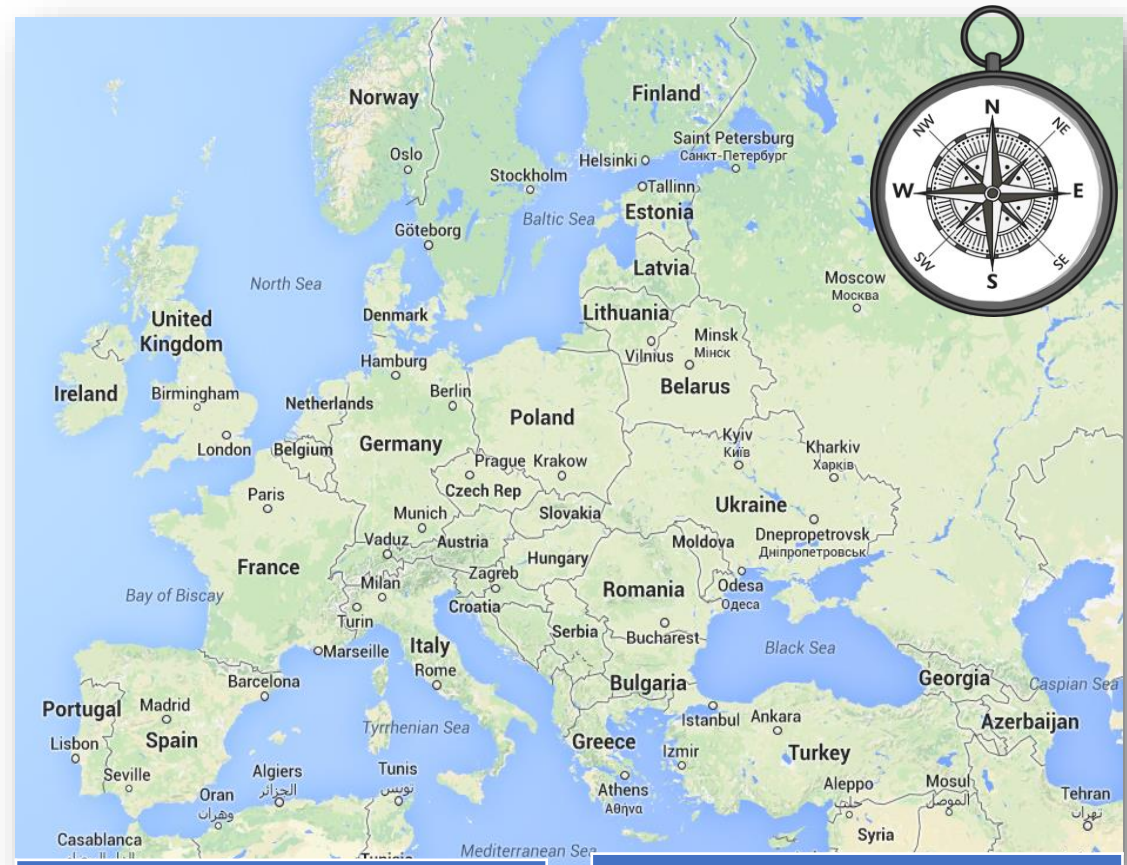 Norway
Finland
Saint Petersburg
Санкт-Петербург
Oslo
Helsinki
Stockholm
Tallinn
Estonia
Baltic Sea
Göteborg
Latvia
North Sea
Moscow
Москва
Denmark
Lithuania
United
Kingdom
Minsk
Мінск
Vilnius
Hamburg
Belarus
Ireland
Birmingham
Berlin
Netherlands
Poland
London
Belgium
Germany
Kyiv
Київ
Kharkiv
Харків
Prague
Krakow
Czech Rep
Paris
Ukraine
Munich
Slovakia
Dnepropetrovsk
Дніпропетровськ
Vaduz
Austria
Moldova
Hungary
France
Zagreb
Milan
Romania
Odesa
Одеса
Bay of Biscay
Croatia
Turin
Serbia
Bucharest
Marseille
Italy
Black Sea
Rome
Barcelona
Bulgaria
Georgia
Caspian Sea
Portugal
Madrid
Istanbul
Ankara
Azerbaijan
Tyrrhenian Sea
Spain
Lisbon
Greece
Izmir
Turkey
Seville
Algiers
الجزائر
Tunis
تونس
Athens
Αθήνα
Aleppo
حلب
Mosul
الموصل
Tehran
تهران
Oran
وهران
Casablanca
Syria
Mediterranean Sea
Tunisia
N
NE
E
SE
S
SW
W
NW